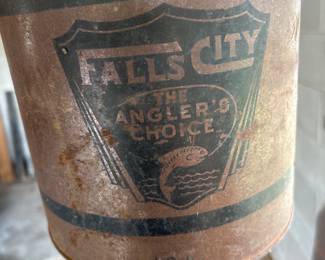 FALLS CITY
THE
ANGLER'S
CHOICE